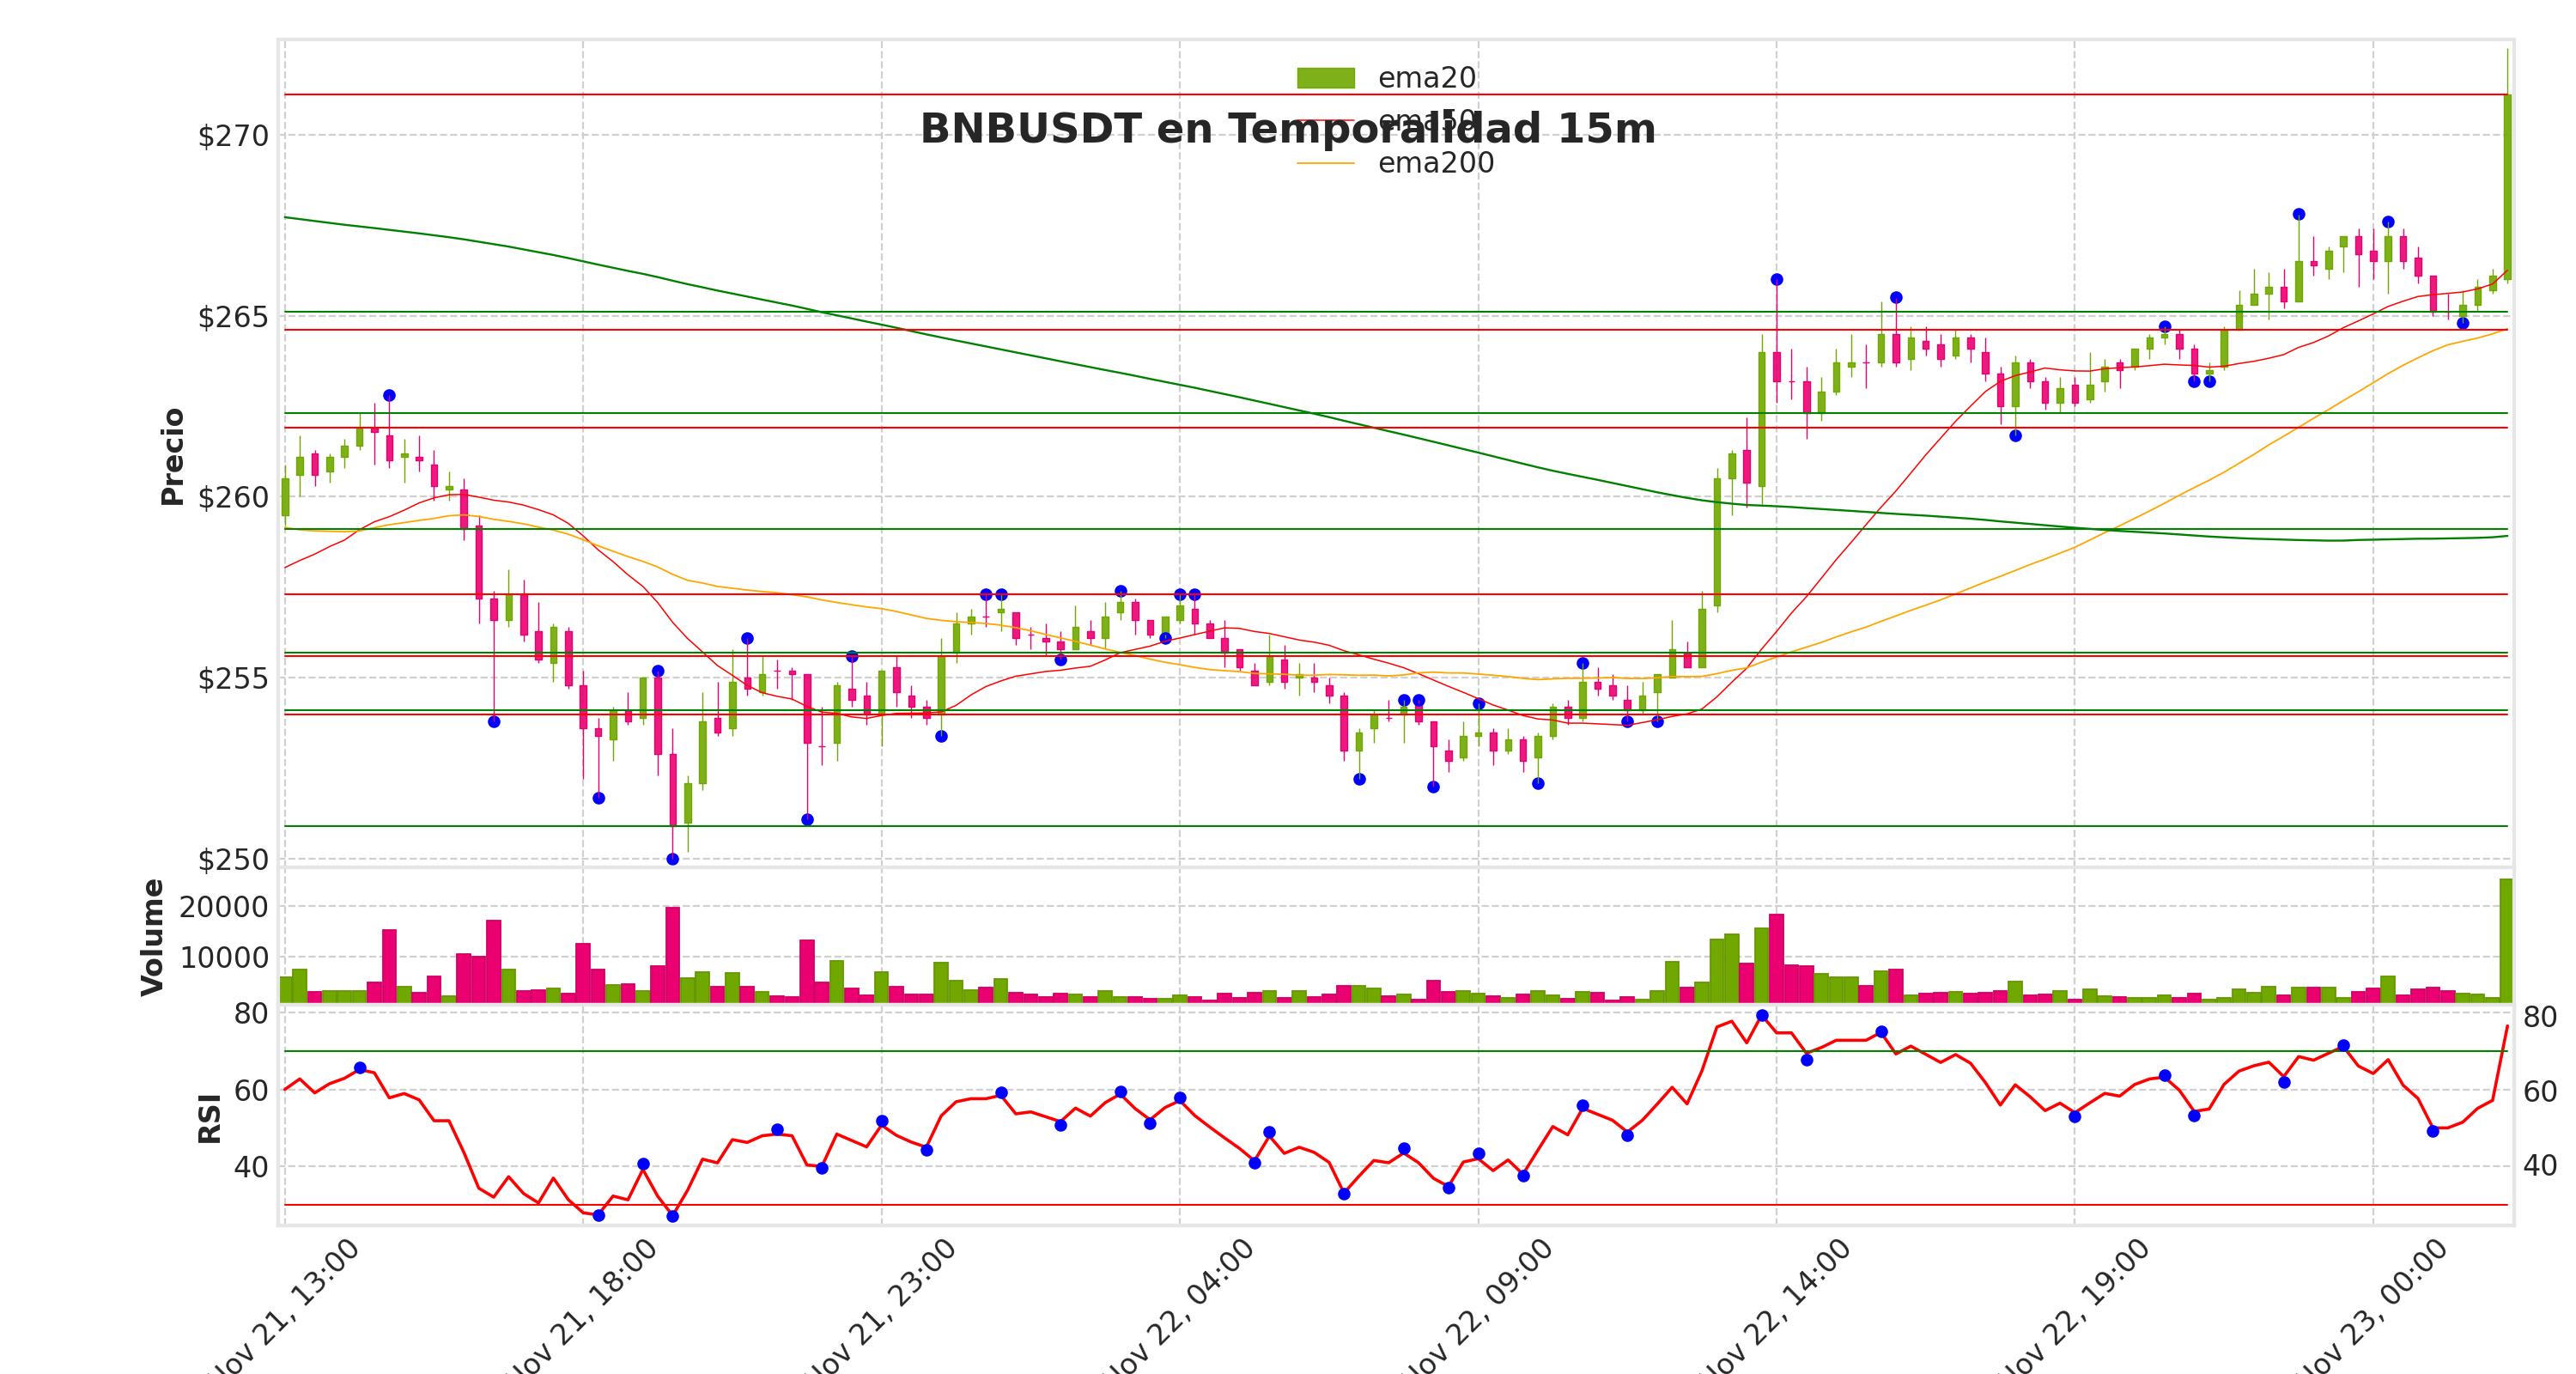 ema20
BNBUSDT en Temporalidad 15m
ema50
ema200
$270
$265
$260
$255
$250
Precio
20000
10000
Volume
80
60
40
RSI
80
60
40
Nov 21, 13:00
Nov 21, 18:00
Nov 21, 23:00
Nov 22, 04:00
Nov 22, 09:00
Nov 22, 14:00
Nov 22, 19:00
Nov 23, 00:00